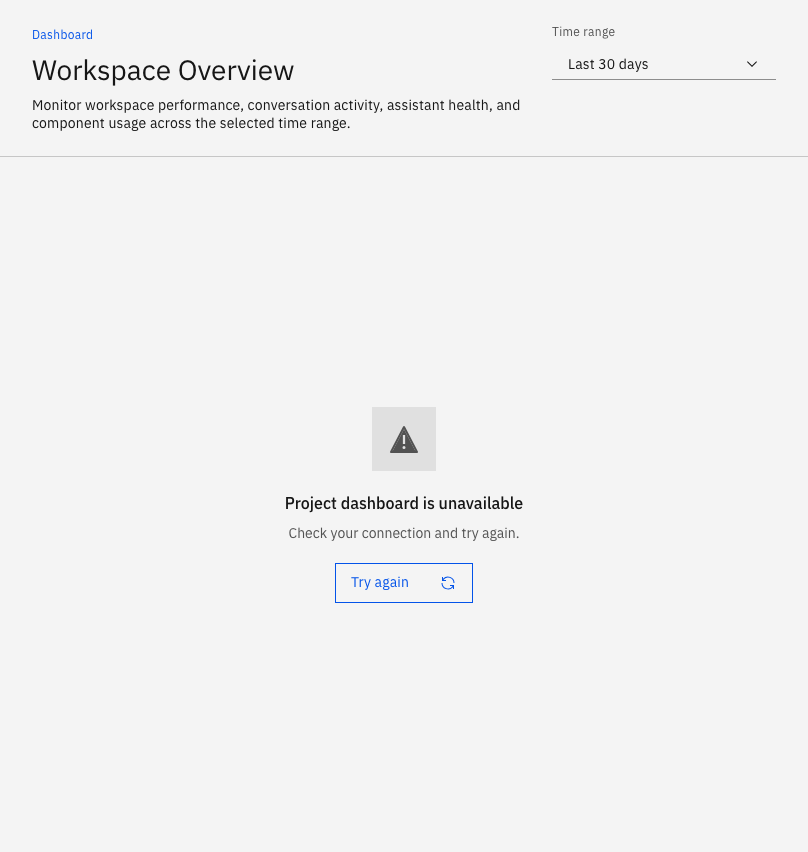 Dashboard
Workspace Overview
Monitor workspace performance, conversation activity, assistant health, and
component usage across the selected time range.
Time range
Last 30 days
Project dashboard is unavailable
Check your connection and try again.
Try again